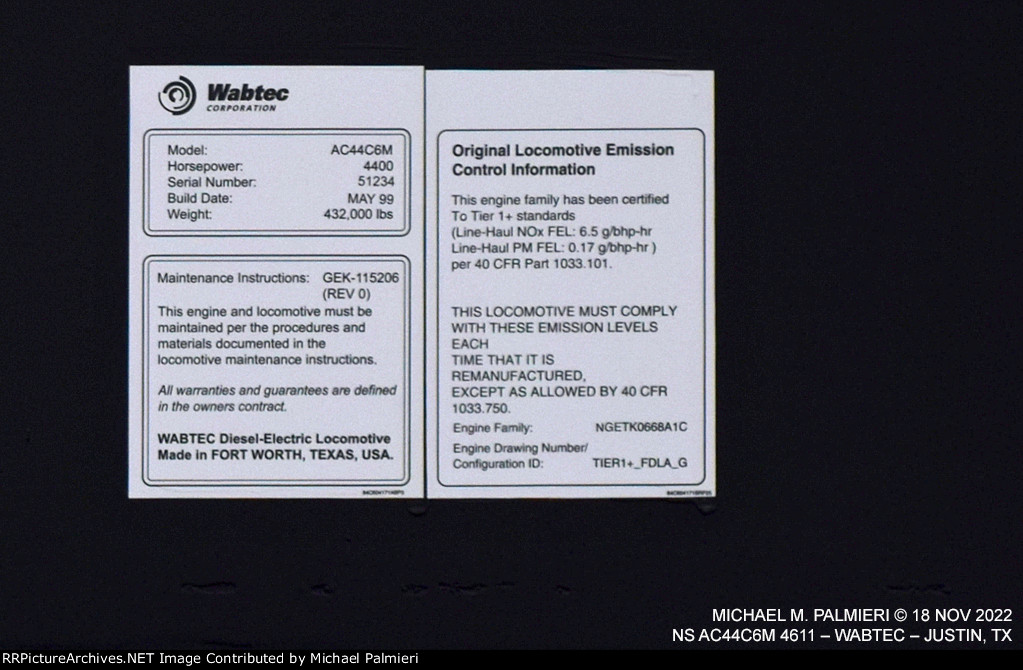 Wabtec
CORPORATION
Model: AC44C6M
Horsepower: 4400
Serial Number: 51234
Build Date: MAY 99
Weight: 432,000 lbs
Maintenance Instructions: GEK-115206
(REV 0)
This engine and locomotive must be
maintained per the procedures and
materials documented in the
locomotive maintenance instructions.
All warranties and guarantees are defined
in the owners contract.
WABTEC Diesel-Electric Locomotive
Made in FORT WORTH, TEXAS, USA.
Original Locomotive Emission
Control Information
This engine family has been certified
To Tier 1+ standards
(Line-Haul NOx FEL: 6.5 g/bhp-hr
Line-Haul PM FEL: 0.17 g/bhp-hr )
per 40 CFR Part 1033.101.
THIS LOCOMOTIVE MUST COMPLY
WITH THESE EMISSION LEVELS
EACH
TIME THAT IT IS
REMANUFACTURED,
EXCEPT AS ALLOWED BY 40 CFR
1033.750.
Engine Family: NGETK0668A1C
Engine Drawing Number/
Configuration ID: TIER1+_FDLA_G
MICHAEL M. PALMIERI © 18 NOV 2022
NS AC44C6M 4611 – WABTEC – JUSTIN, TX
RRPictureArchives.NET Image Contributed by Michael Palmieri